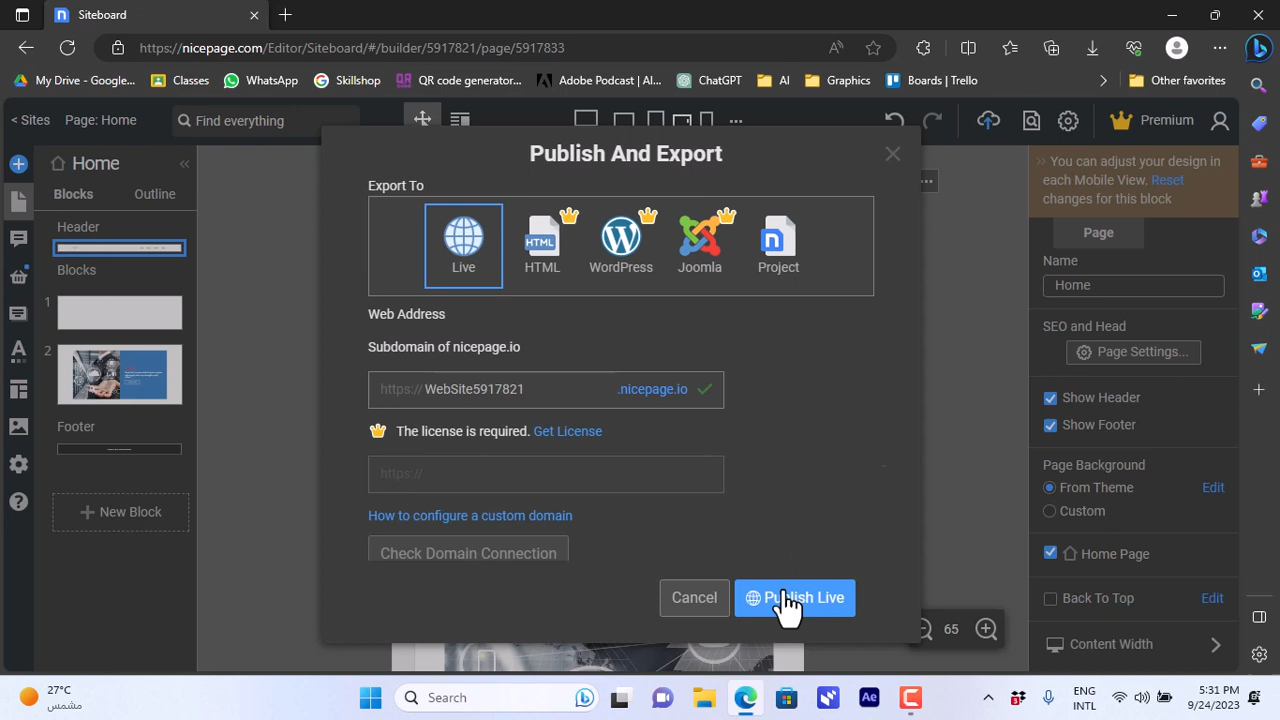 Siteboard
https://nicepage.com/Editor/Siteboard/#/builder/5917821/page/5917833
My Drive - Google...
Classes
WhatsApp
Skillshop
QR code generator...
Adobe Podcast | AI...
ChatGPT
AI
Graphics
Boards | Trello
Other favorites
< Sites
Page: Home
Find everything
Premium
Home
Blocks
Outline
Header
Blocks
1
2
Footer
+ New Block
Publish And Export
Export To
Live
HTML
HTML
WordPress
Joomla
Project
Web Address
Subdomain of nicepage.io
https:// WebSite5917821 .nicepage.io
The license is required. Get License
https://
How to configure a custom domain
Check Domain Connection
Cancel
Publish Live
You can adjust your design in
each Mobile View. Reset
changes for this block
Page
Name
Home
SEO and Head
Page Settings...
Show Header
Show Footer
Page Background
From Theme
Edit
Custom
Home Page
Back To Top
Edit
Content Width
65
27°C
مشمس
Search
Ae
ENG
INTL
5:31 PM
9/24/2023